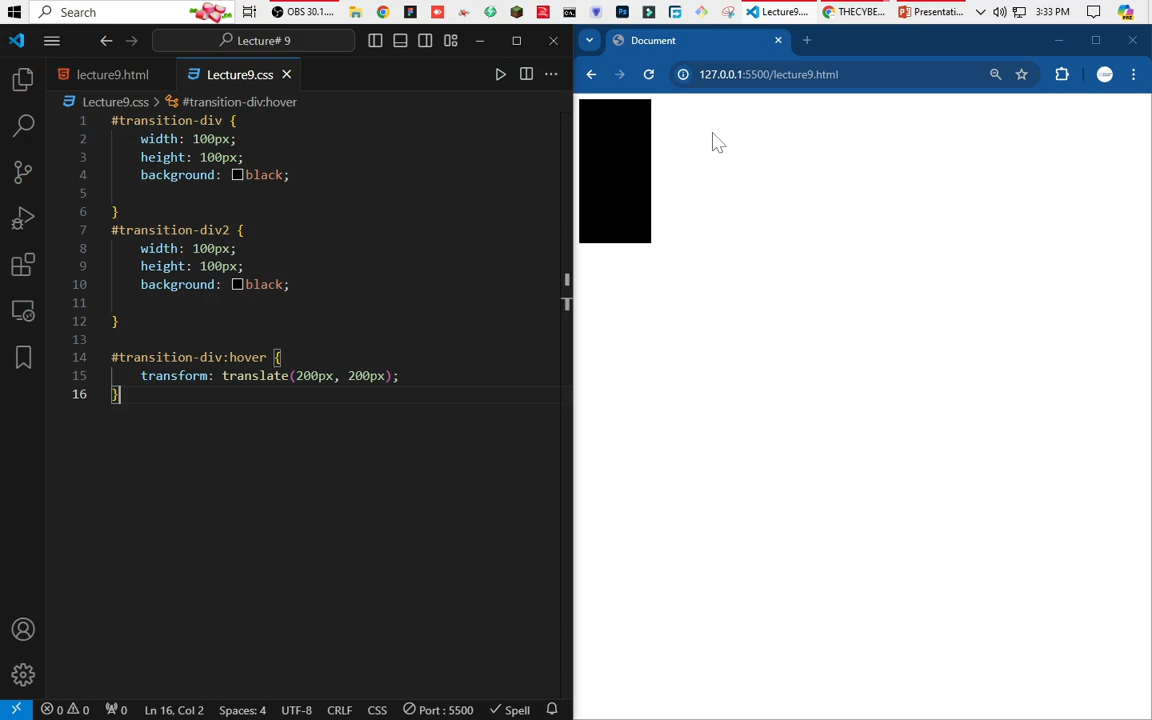 Search
OBS 30.1....
Lecture9....
THECYBE...
Presentati...
3:33 PM
Lecture# 9
Document
lecture9.html
Lecture9.css
127.0.0.1:5500/lecture9.html
Lecture9.css > #transition-div:hover
1 #transition-div {
2 width: 100px;
3 height: 100px;
4 background: black;
5
6 }
7 #transition-div2 {
8 width: 100px;
9 height: 100px;
10 background: black;
11
12 }
13
14 #transition-div:hover {
15 transform: translate(200px, 200px);
16 }
0 0 0 Ln 16, Col 2 Spaces: 4 UTF-8 CRLF CSS Port : 5500 Spell